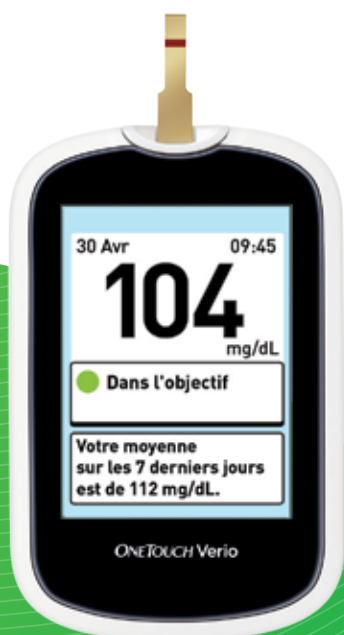 30 Avr 09:45
104
mg/dL
Dans l'objectif
Votre moyenne
sur les 7 derniers jours
est de 112 mg/dL.
ONETOUCH Verio